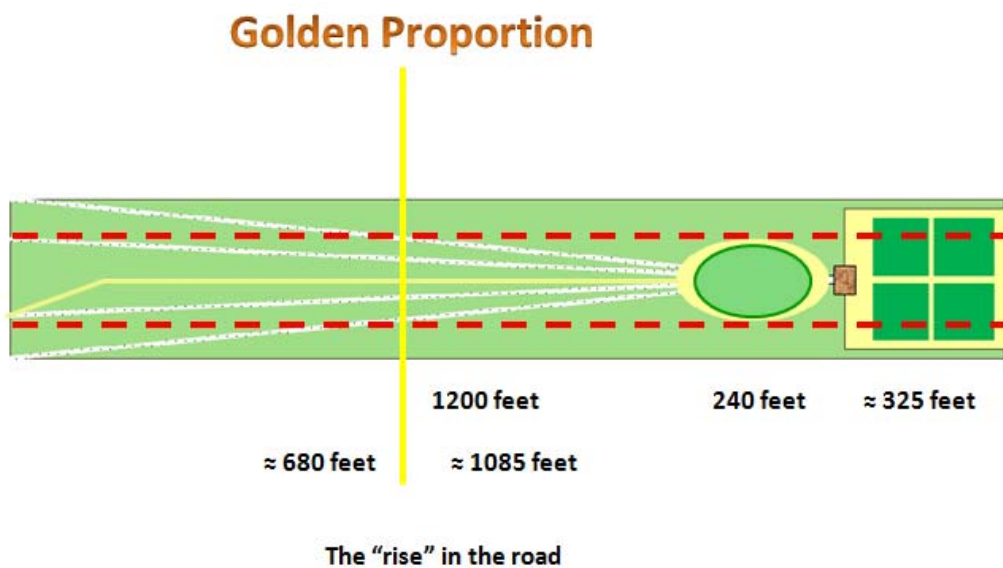 Golden Proportion
1200 feet
240 feet
≈ 325 feet
≈ 680 feet
≈ 1085 feet
The “rise” in the road